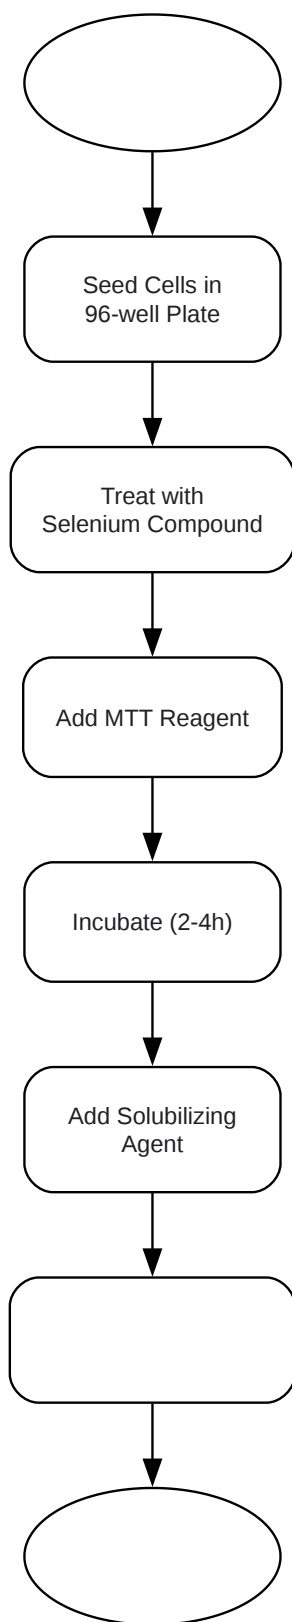 Seed Cells in
96-well Plate
Treat with
Selenium Compound
Add MTT Reagent
Incubate (2-4h)
Add Solubilizing
Agent